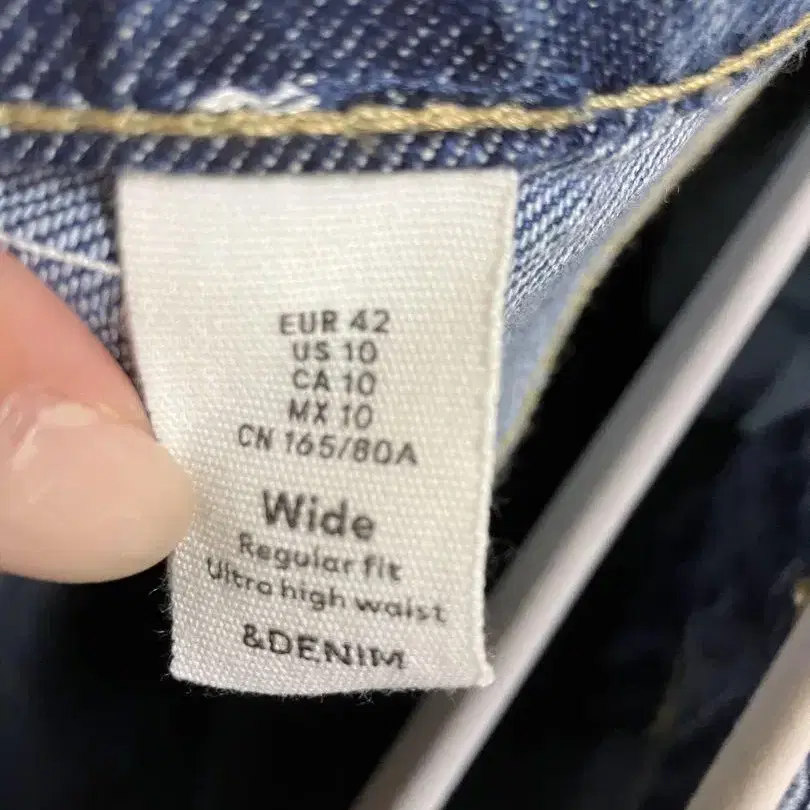 EUR 42
US 10
CA 10
MX 10
CN 165/80A
Wide
Regular fit
Ultra high waist
&DENIM